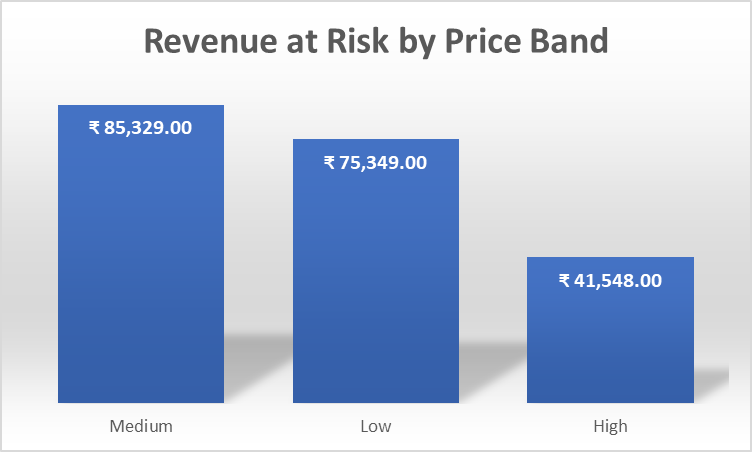 Revenue at Risk by Price Band
₹ 85,329.00
₹ 75,349.00
₹ 41,548.00
Medium
Low
High